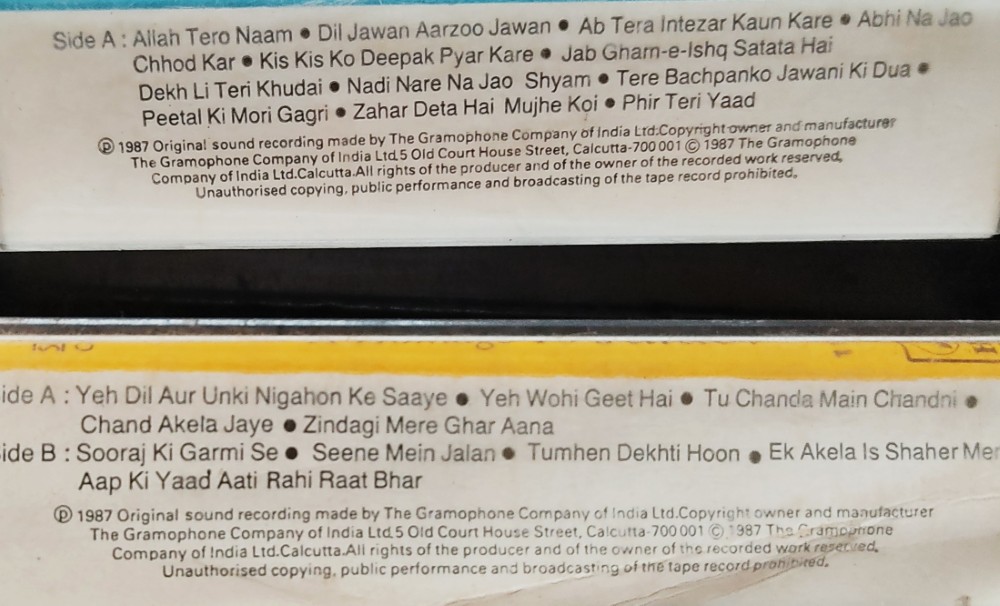 Side A : Allah Tero Naam ● Dil Jawan Aarzoo Jawan ● Ab Tera Intezar Kaun Kare ● Abhi Na Jao
Chhod Kar ● Kis Kis Ko Deepak Pyar Kare ● Jab Gham-e-Ishq Satata Hai
Dekh Li Teri Khudai ● Nadi Nare Na Jao Shyam ● Tere Bachpanko Jawani Ki Dua ●
Peetal Ki Mori Gagri ● Zahar Deta Hai Mujhe Koi ● Phir Teri Yaad
Ⓟ 1987 Original sound recording made by The Gramophone Company of India Ltd.Copyright owner and manufacturer
The Gramophone Company of India Ltd.5 Old Court House Street, Calcutta-700 001 © 1987 The Gramophone
Company of India Ltd.Calcutta.All rights of the producer and of the owner of the recorded work reserved.
Unauthorised copying, public performance and broadcasting of the tape record prohibited.
ide A : Yeh Dil Aur Unki Nigahon Ke Saaye ● Yeh Wohi Geet Hai ● Tu Chanda Main Chandni ●
Chand Akela Jaye ● Zindagi Mere Ghar Aana
ide B : Sooraj Ki Garmi Se ● Seene Mein Jalan ● Tumhen Dekhti Hoon ● Ek Akela Is Shaher Mer
Aap Ki Yaad Aati Rahi Raat Bhar
Ⓟ 1987 Original sound recording made by The Gramophone Company of India Ltd.Copyright owner and manufacturer
The Gramophone Company of India Ltd.5 Old Court House Street, Calcutta-700 001 © 1987 The Gramophone
Company of India Ltd.Calcutta.All rights of the producer and of the owner of the recorded work reserved.
Unauthorised copying, public performance and broadcasting of the tape record prohibited.